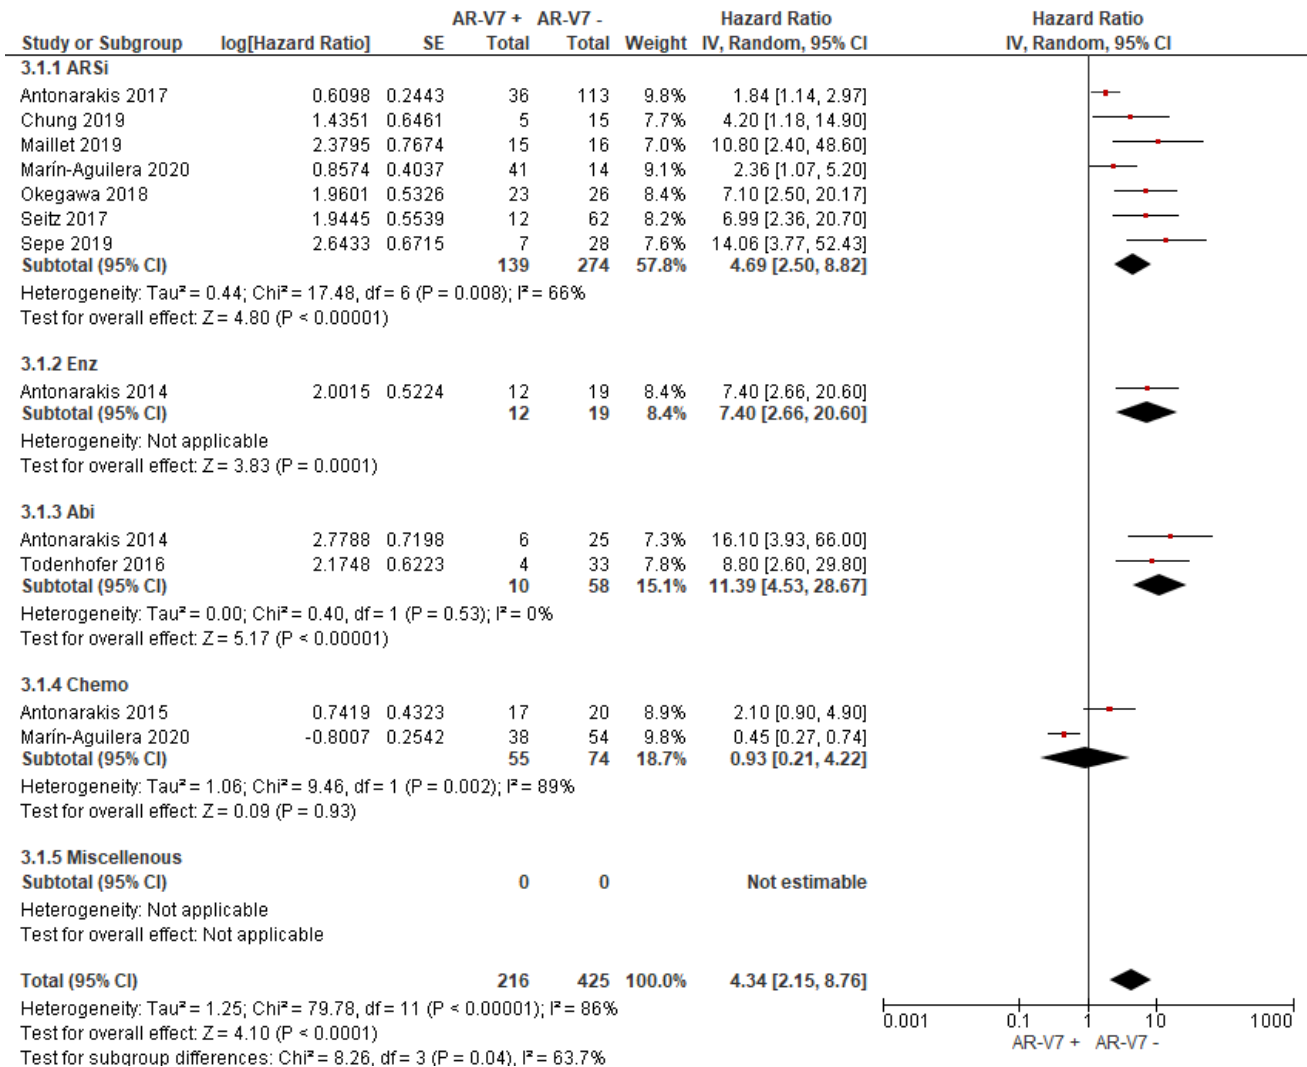 AR-V7 + AR-V7 - Hazard Ratio Hazard Ratio
Study or Subgroup log[Hazard Ratio] SE Total Total Weight IV, Random, 95% CI IV, Random, 95% CI
3.1.1 ARSi
Antonarakis 2017 0.6098 0.2443 36 113 9.8% 1.84 [1.14, 2.97]
Chung 2019 1.4351 0.6461 5 15 7.7% 4.20 [1.18, 14.90]
Maillet 2019 2.3795 0.7674 15 16 7.0% 10.80 [2.40, 48.60]
Marín-Aguilera 2020 0.8574 0.4037 41 14 9.1% 2.36 [1.07, 5.20]
Okegawa 2018 1.9601 0.5326 23 26 8.4% 7.10 [2.50, 20.17]
Seitz 2017 1.9445 0.5539 12 62 8.2% 6.99 [2.36, 20.70]
Sepe 2019 2.6433 0.6715 7 28 7.6% 14.06 [3.77, 52.43]
Subtotal (95% CI) 139 274 57.8% 4.69 [2.50, 8.82]
Heterogeneity: Tau² = 0.44; Chi² = 17.48, df = 6 (P = 0.008); I² = 66%
Test for overall effect: Z = 4.80 (P < 0.00001)
3.1.2 Enz
Antonarakis 2014 2.0015 0.5224 12 19 8.4% 7.40 [2.66, 20.60]
Subtotal (95% CI) 12 19 8.4% 7.40 [2.66, 20.60]
Heterogeneity: Not applicable
Test for overall effect: Z = 3.83 (P = 0.0001)
3.1.3 Abi
Antonarakis 2014 2.7788 0.7198 6 25 7.3% 16.10 [3.93, 66.00]
Todenhofer 2016 2.1748 0.6223 4 33 7.8% 8.80 [2.60, 29.80]
Subtotal (95% CI) 10 58 15.1% 11.39 [4.53, 28.67]
Heterogeneity: Tau² = 0.00; Chi² = 0.40, df = 1 (P = 0.53); I² = 0%
Test for overall effect: Z = 5.17 (P < 0.00001)
3.1.4 Chemo
Antonarakis 2015 0.7419 0.4323 17 20 8.9% 2.10 [0.90, 4.90]
Marín-Aguilera 2020 -0.8007 0.2542 38 54 9.8% 0.45 [0.27, 0.74]
Subtotal (95% CI) 55 74 18.7% 0.93 [0.21, 4.22]
Heterogeneity: Tau² = 1.06; Chi² = 9.46, df = 1 (P = 0.002); I² = 89%
Test for overall effect: Z = 0.09 (P = 0.93)
3.1.5 Miscellenous
Subtotal (95% CI) 0 0 Not estimable
Heterogeneity: Not applicable
Test for overall effect: Not applicable
Total (95% CI) 216 425 100.0% 4.34 [2.15, 8.76]
Heterogeneity: Tau² = 1.25; Chi² = 79.78, df = 11 (P < 0.00001); I² = 86%
Test for overall effect: Z = 4.10 (P < 0.0001)
Test for subgroup differences: Chi² = 8.26, df = 3 (P = 0.04), I² = 63.7%
0.001 0.1 1 10 1000
AR-V7 + AR-V7 -